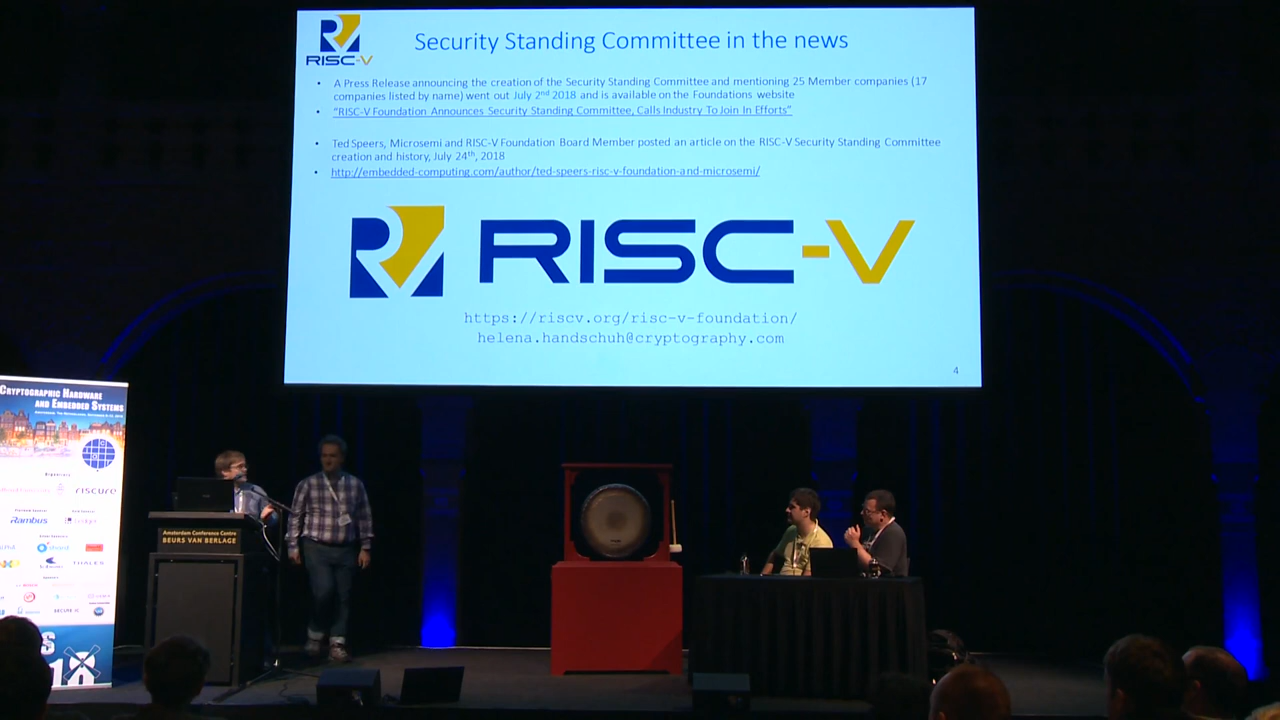 RISC-V
Security Standing Committee in the news
• A Press Release announcing the creation of the Security Standing Committee and mentioning 25 Member companies (17
companies listed by name) went out July 2nd 2018 and is available on the Foundations website
• "RISC-V Foundation Announces Security Standing Committee, Calls Industry To Join In Efforts"
• Ted Speers, Microsemi and RISC-V Foundation Board Member posted an article on the RISC-V Security Standing Committee
creation and history, July 24th, 2018
• http://embedded-computing.com/author/ted-speers-risc-v-foundation-and-microsemi/
RISC-V
https://riscv.org/risc-v-foundation/
helena.handschuh@cryptography.com
4
Cryptographic Hardware
and Embedded Systems
riscure
Rambus
THALES
Amsterdam Conference Centre
BEURS VAN BERLAGE